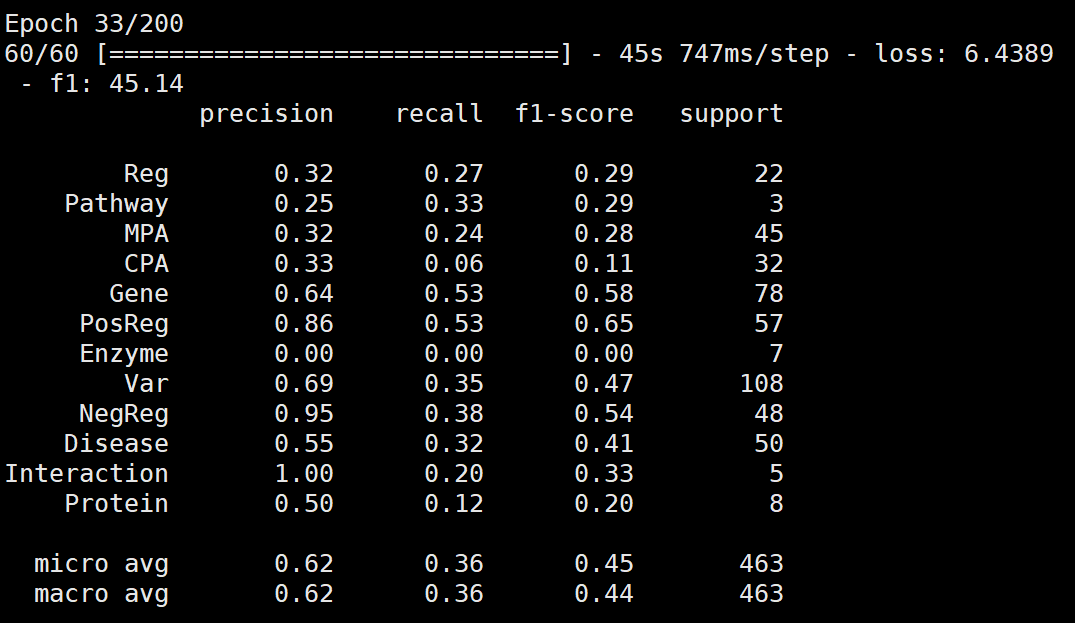 Epoch 33/200
60/60 [==============================] - 45s 747ms/step - loss: 6.4389
 - f1: 45.14
             precision    recall  f1-score   support

        Reg       0.32      0.27      0.29        22
    Pathway       0.25      0.33      0.29         3
        MPA       0.32      0.24      0.28        45
        CPA       0.33      0.06      0.11        32
       Gene       0.64      0.53      0.58        78
     PosReg       0.86      0.53      0.65        57
     Enzyme       0.00      0.00      0.00         7
        Var       0.69      0.35      0.47       108
     NegReg       0.95      0.38      0.54        48
    Disease       0.55      0.32      0.41        50
Interaction       1.00      0.20      0.33         5
    Protein       0.50      0.12      0.20         8

  micro avg       0.62      0.36      0.45       463
  macro avg       0.62      0.36      0.44       463